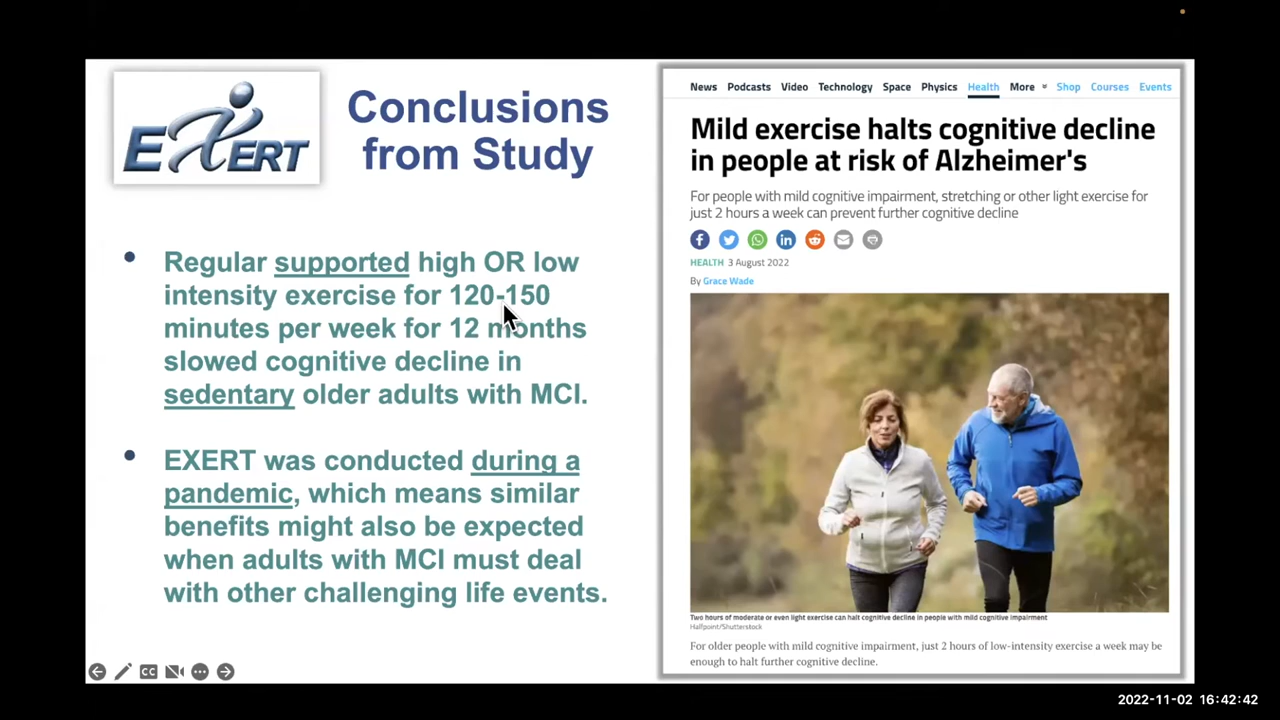 EXERT
Conclusions
from Study
• Regular supported high OR low
intensity exercise for 120-150
minutes per week for 12 months
slowed cognitive decline in
sedentary older adults with MCI.
• EXERT was conducted during a
pandemic, which means similar
benefits might also be expected
when adults with MCI must deal
with other challenging life events.
CC
News Podcasts Video Technology Space Physics Health More Shop Courses Events
Mild exercise halts cognitive decline
in people at risk of Alzheimer's
For people with mild cognitive impairment, stretching or other light exercise for
just 2 hours a week can prevent further cognitive decline
HEALTH 3 August 2022
By Grace Wade
Two hours of moderate or even light exercise can halt cognitive decline in people with mild cognitive impairment
Halfpoint/Shutterstock
For older people with mild cognitive impairment, just 2 hours of low-intensity exercise a week may be
enough to halt further cognitive decline.
2022-11-02 16:42:42